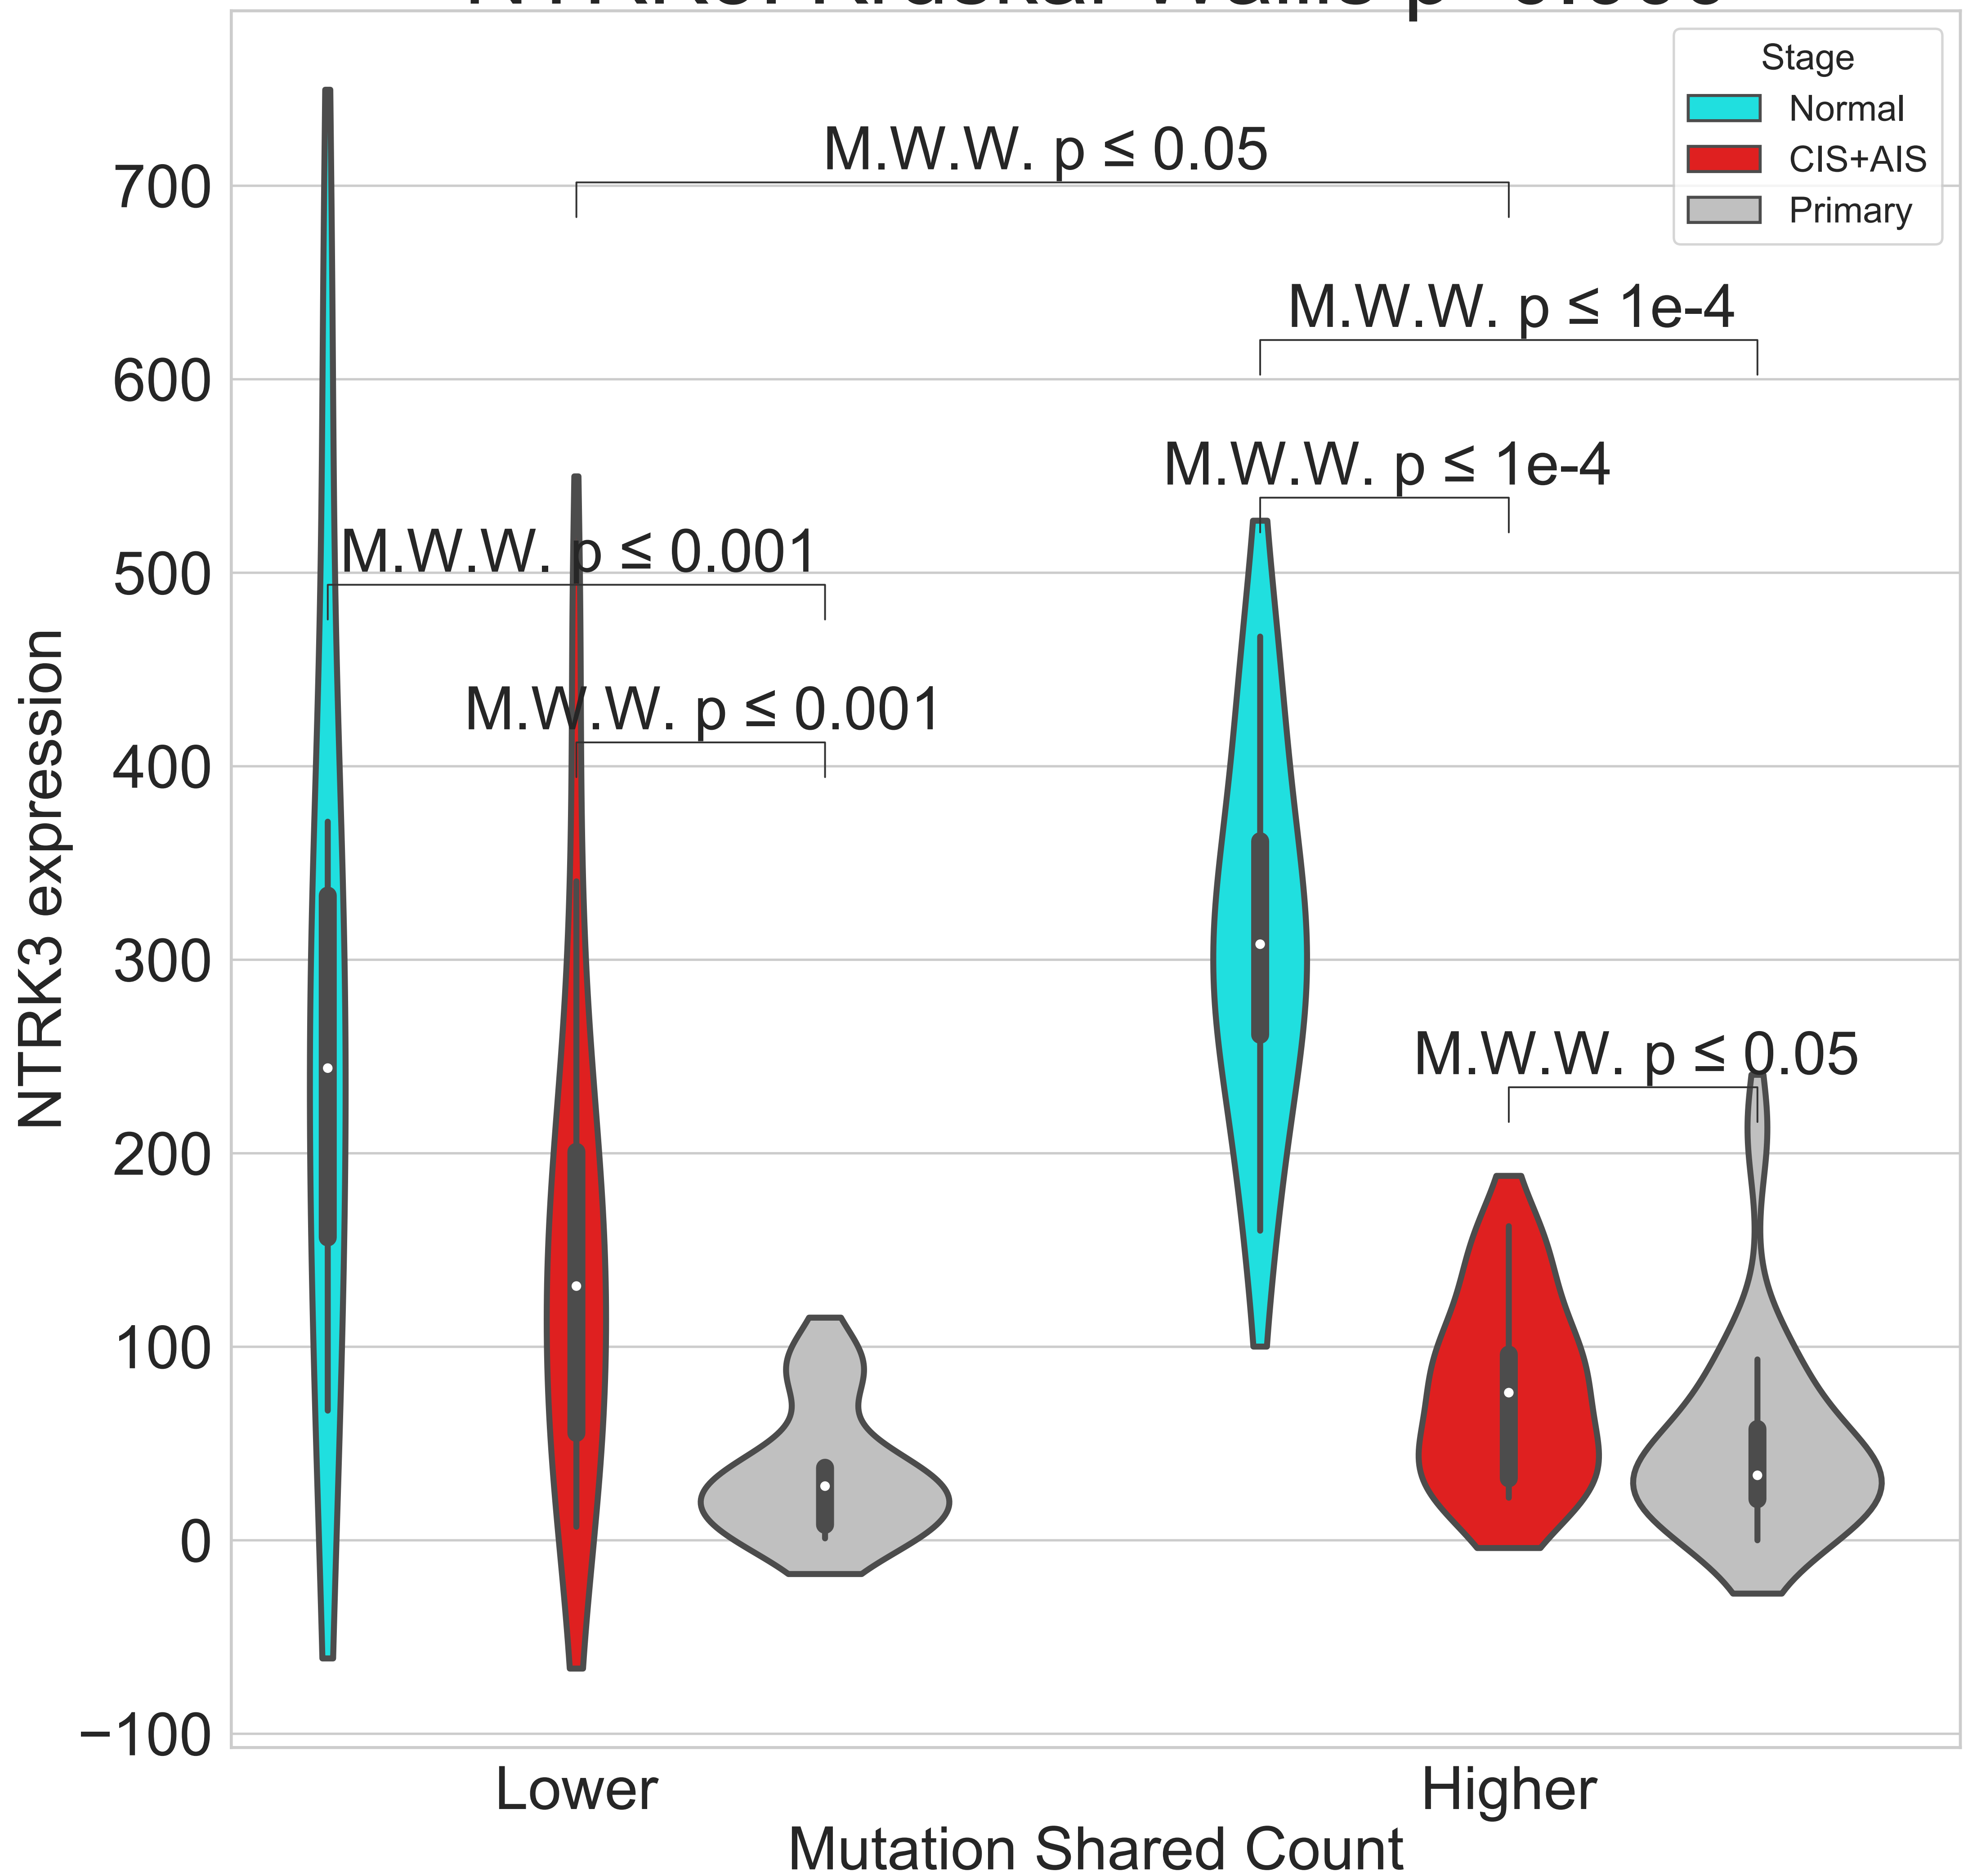 Stage
Normal
CIS+AIS
Primary
M.W.W. p ≤ 0.05
M.W.W. p ≤ 1e-4
M.W.W. p ≤ 1e-4
M.W.W. p ≤ 0.001
M.W.W. p ≤ 0.001
M.W.W. p ≤ 0.05
700
600
500
400
300
200
100
0
−100
NTRK3 expression
Lower
Higher
Mutation Shared Count